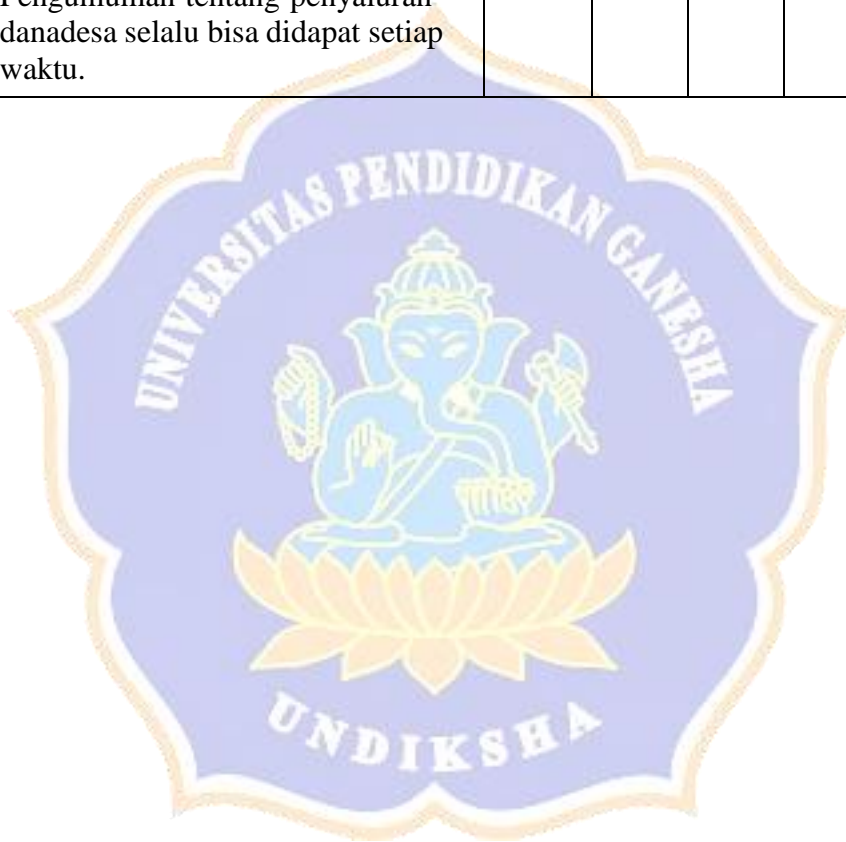 Pengumuman tentang penyaluran
danadesa selalu bisa didapat setiap
waktu.
UNIVERSITAS PENDIDIKAN GANESHA
UNDIKSHA